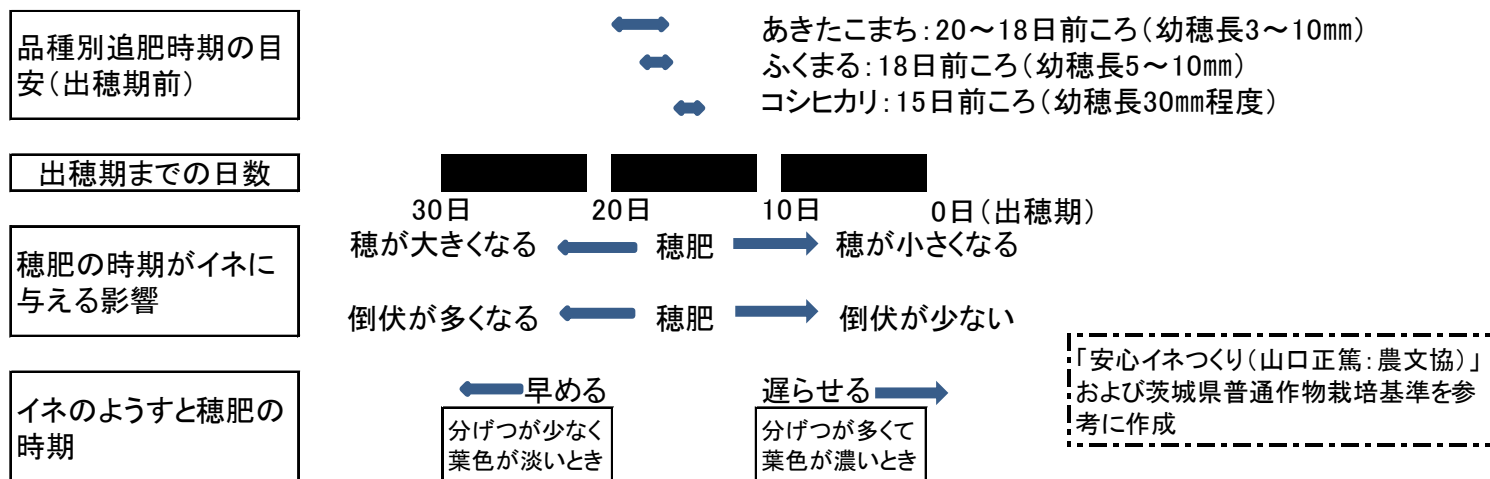 品種別追肥時期の目
安(出穂期前)
あきたこまち:20～18日前ころ(幼穂長3～10㎜)
ふくまる:18日前ころ(幼穂長5～10㎜)
コシヒカリ:15日前ころ(幼穂長30㎜程度)
出穂期までの日数
30日 20日 10日 0日(出穂期)
穂肥の時期がイネに
与える影響
穂が大きくなる 穂肥 穂が小さくなる
倒伏が多くなる 穂肥 倒伏が少ない
イネのようすと穂肥の
時期
早める 遅らせる
分げつが少なく
葉色が淡いとき
分げつが多くて
葉色が濃いとき
「安心イネつくり(山口正篤:農文協)」
および茨城県普通作物栽培基準を参
考に作成